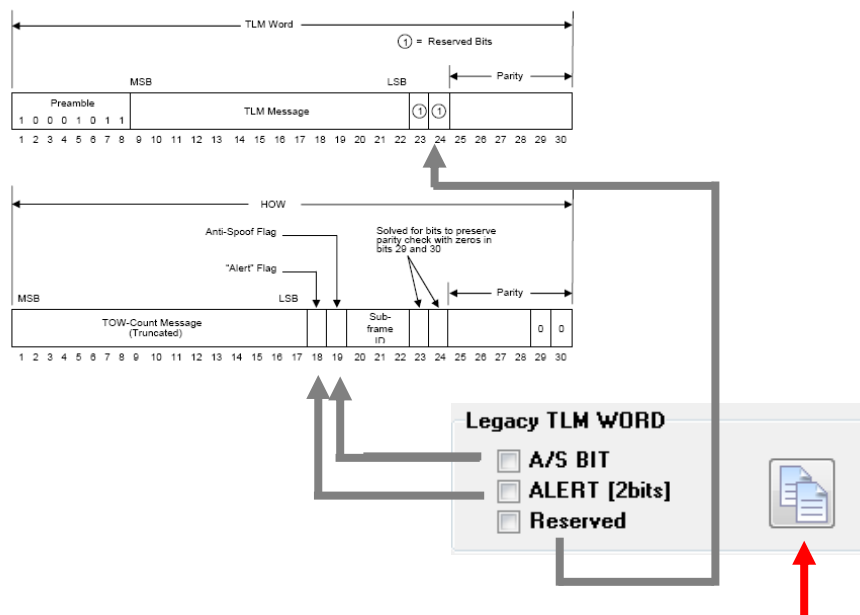 TLM Word
1 = Reserved Bits
MSB LSB Parity
Preamble
1 0 0 0 1 0 1 1
TLM Message 1 1
1 2 3 4 5 6 7 8 9 10 11 12 13 14 15 16 17 18 19 20 21 22 23 24 25 26 27 28 29 30
HOW
Anti-Spoof Flag
Solved for bits to preserve
parity check with zeros in
bits 29 and 30
"Alert" Flag
MSB LSB Parity
TOW-Count Message
(Truncated)
Sub-
frame
ID
0 0
1 2 3 4 5 6 7 8 9 10 11 12 13 14 15 16 17 18 19 20 21 22 23 24 25 26 27 28 29 30
Legacy TLM WORD
A/S BIT
ALERT [2bits]
Reserved